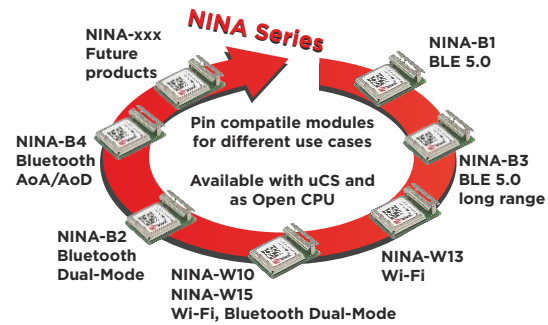 NINA Series
NINA-xxx
Future
products
NINA-B1
BLE 5.0
Pin compatile modules
for different use cases
Available with uCS and
as Open CPU
NINA-B4
Bluetooth
AoA/AoD
NINA-B3
BLE 5.0
long range
NINA-B2
Bluetooth
Dual-Mode
NINA-W13
Wi-Fi
NINA-W10
NINA-W15
Wi-Fi, Bluetooth Dual-Mode